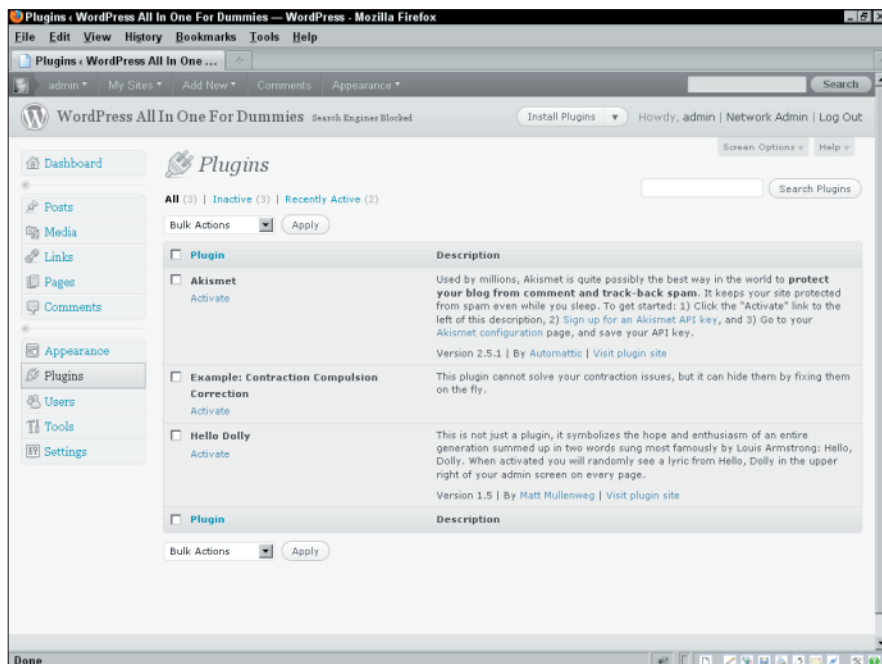 Plugins ‹ WordPress All In One For Dummies — WordPress - Mozilla Firefox
File Edit View History Bookmarks Tools Help
Plugins ‹ WordPress All In One ...
admin My Sites Add New Comments Appearance Search
WordPress All In One For Dummies Search Engines Blocked Install Plugins Howdy, admin | Network Admin | Log Out
Screen Options Help
Dashboard
Posts
Media
Links
Pages
Comments
Appearance
Plugins
Users
Tools
Settings
Plugins
Search Plugins
All (3) | Inactive (3) | Recently Active (2)
Bulk Actions Apply
Plugin Description
Akismet
Activate
Used by millions, Akismet is quite possibly the best way in the world to protect
your blog from comment and track-back spam. It keeps your site protected
from spam even while you sleep. To get started: 1) Click the "Activate" link to the
left of this description, 2) Sign up for an Akismet API key, and 3) Go to your
Akismet configuration page, and save your API key.
Version 2.5.1 | By Automattic | Visit plugin site
Example: Contraction Compulsion
Correction
Activate
This plugin cannot solve your contraction issues, but it can hide them by fixing them
on the fly.
Hello Dolly
Activate
This is not just a plugin, it symbolizes the hope and enthusiasm of an entire
generation summed up in two words sung most famously by Louis Armstrong: Hello,
Dolly. When activated you will randomly see a lyric from Hello, Dolly in the upper
right of your admin screen on every page.
Version 1.5 | By Matt Mullenweg | Visit plugin site
Plugin Description
Bulk Actions Apply
Done